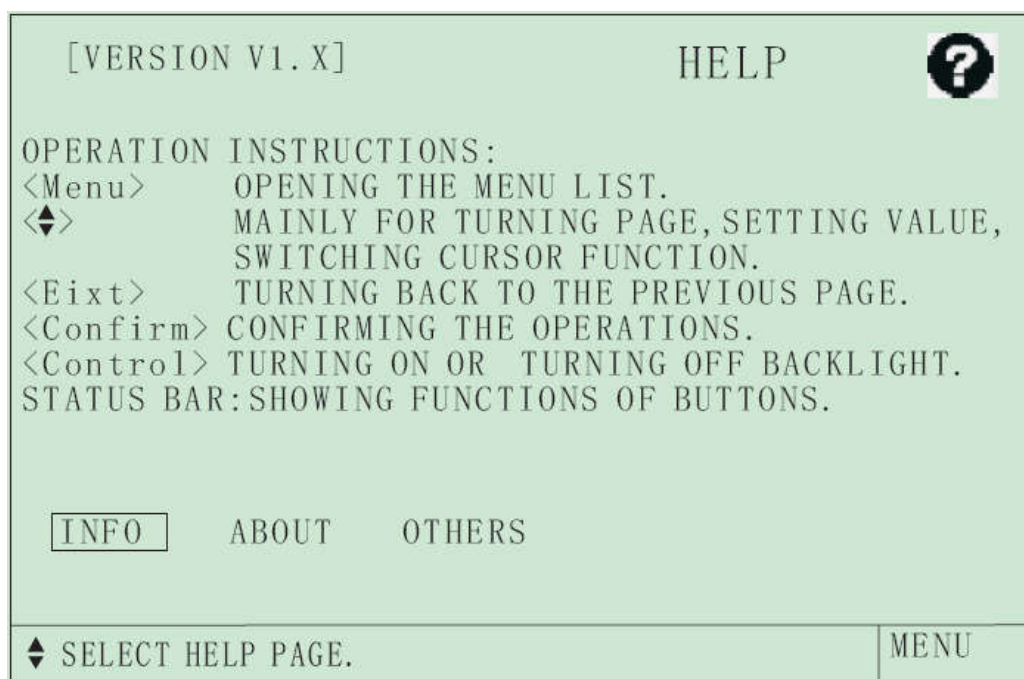 [VERSION V1.X] HELP ?
OPERATION INSTRUCTIONS:
<Menu> OPENING THE MENU LIST.
<♦> MAINLY FOR TURNING PAGE, SETTING VALUE,
SWITCHING CURSOR FUNCTION.
<Eixt> TURNING BACK TO THE PREVIOUS PAGE.
<Confirm> CONFIRMING THE OPERATIONS.
<Control> TURNING ON OR TURNING OFF BACKLIGHT.
STATUS BAR:SHOWING FUNCTIONS OF BUTTONS.
INFO ABOUT OTHERS
♦ SELECT HELP PAGE. MENU